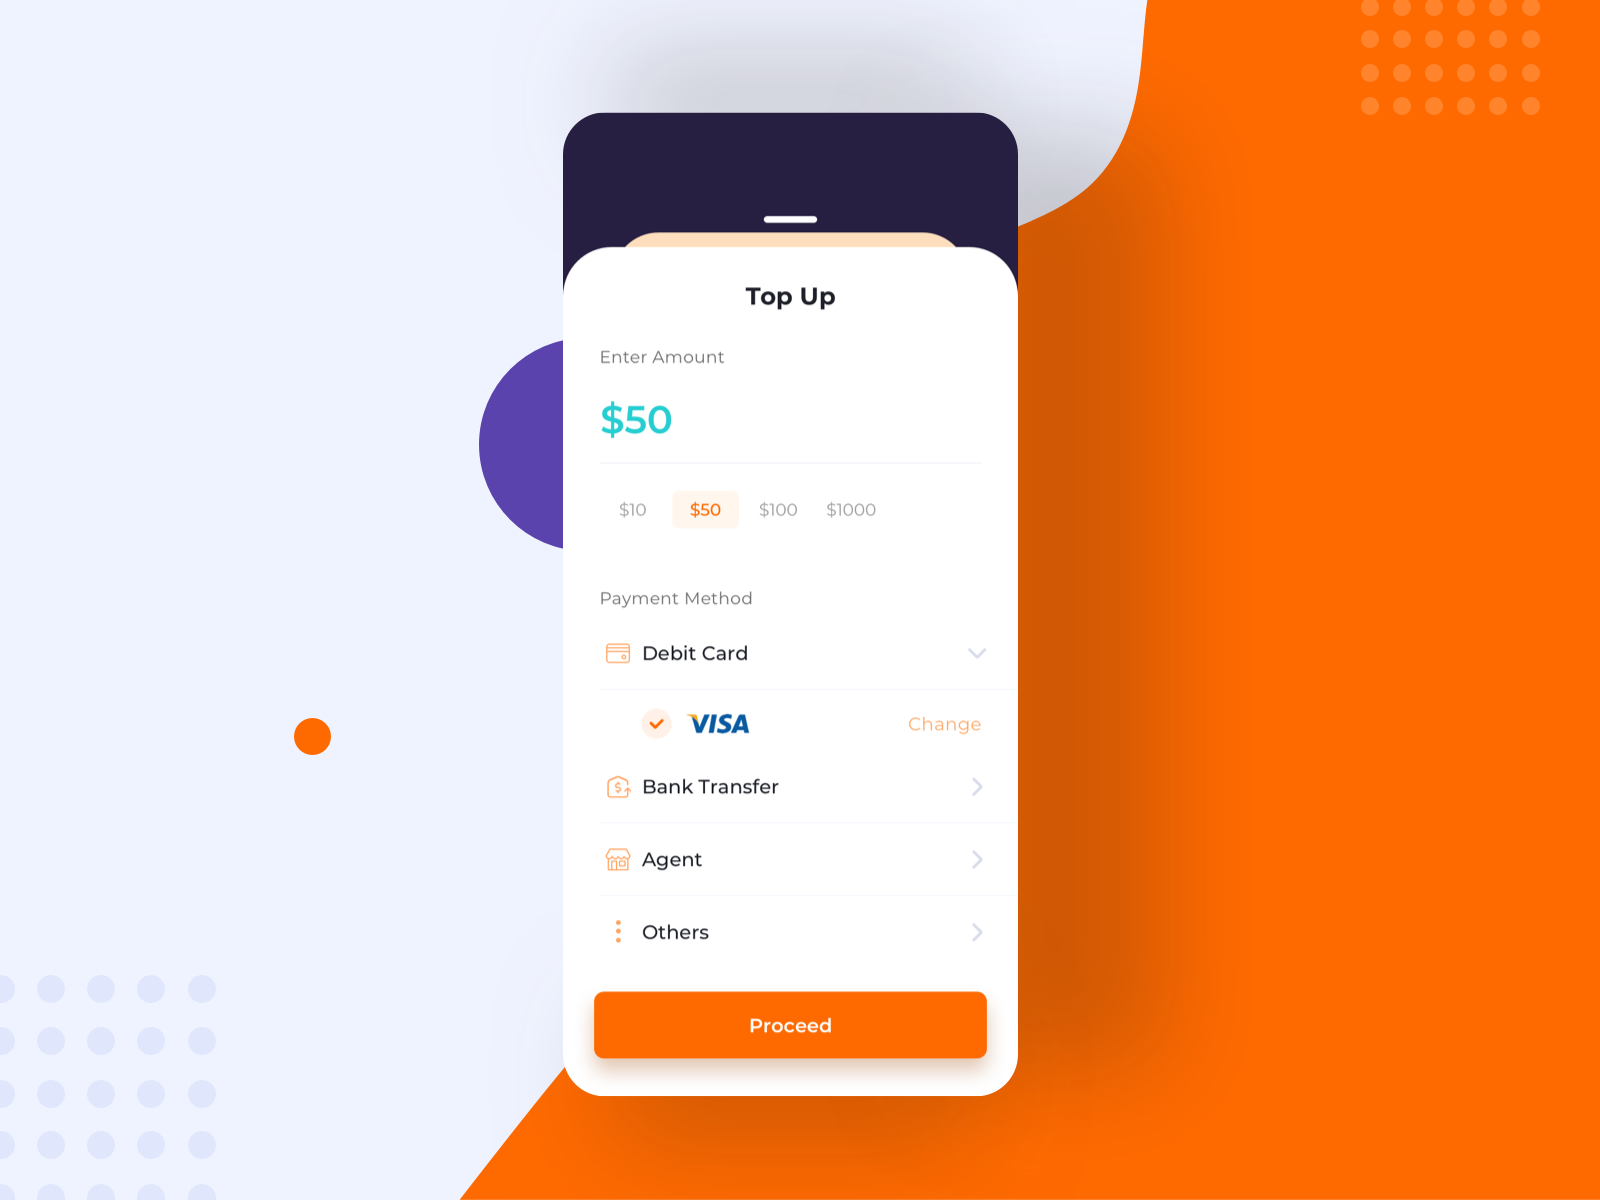 Top Up
Enter Amount
$50
$10 $50 $100 $1000
Payment Method
Debit Card
VISA Change
Bank Transfer
Agent
Others
Proceed